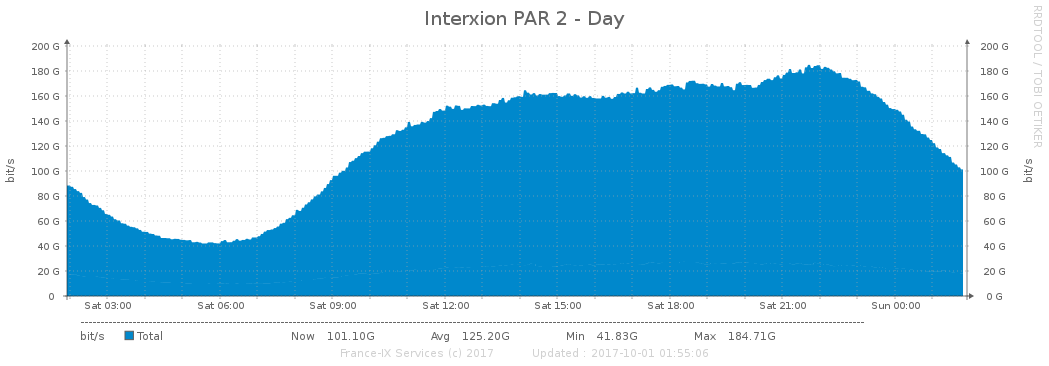 Interxion PAR 2 - Day
RRDTOOL / TOBI OETIKER
200 G 200 G
180 G 180 G
160 G 160 G
140 G 140 G
120 G 120 G
100 G 100 G
80 G 80 G
60 G 60 G
40 G 40 G
20 G 20 G
0 0 G
bit/s
bit/s
Sat 03:00 Sat 06:00 Sat 09:00 Sat 12:00 Sat 15:00 Sat 18:00 Sat 21:00 Sun 00:00
bit/s Total Now 101.10G Avg 125.20G Min 41.83G Max 184.71G
France-IX Services (c) 2017 Updated : 2017-10-01 01:55:06